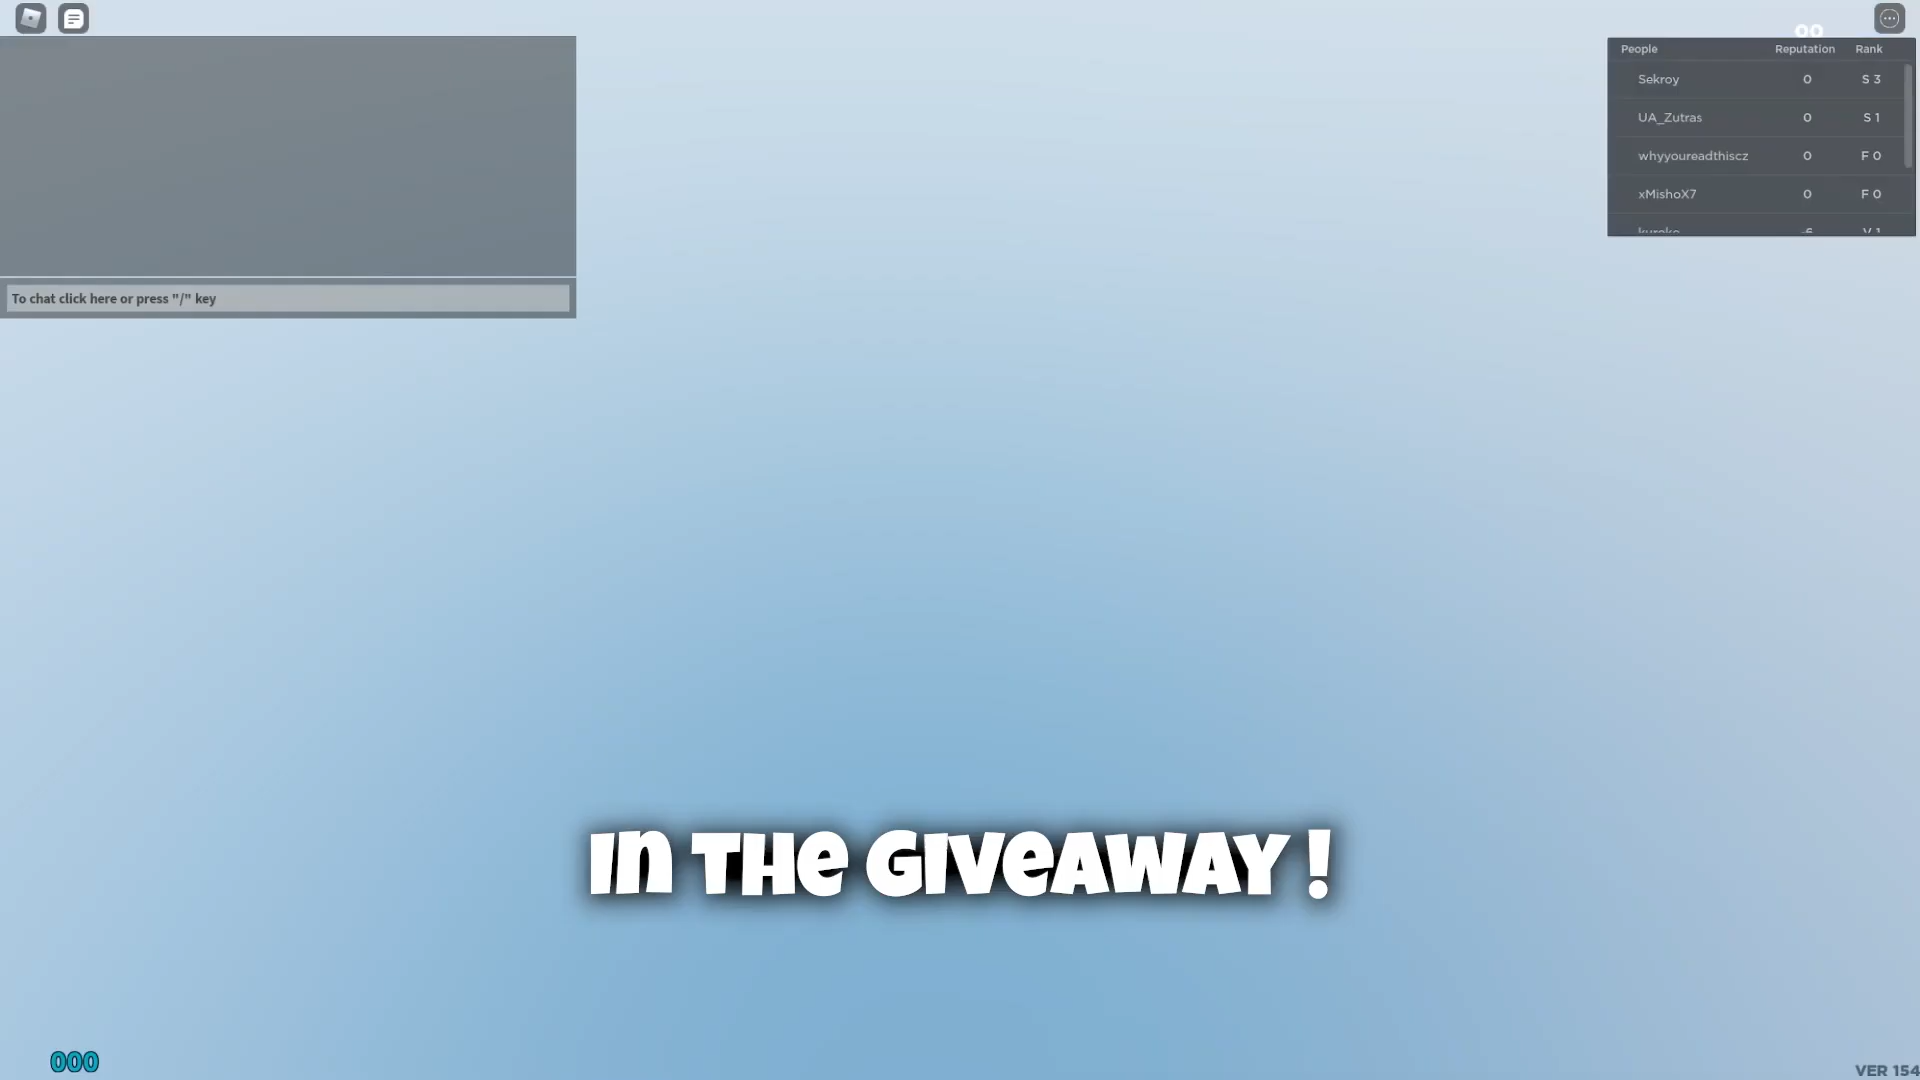 00
People Reputation Rank
Sekroy 0 S 3
UA_Zutras 0 S 1
whyyoureadthiscz 0 F 0
xMishoX7 0 F 0
To chat click here or press "/" key
In THe GIVeAWAY !
000
VER 154